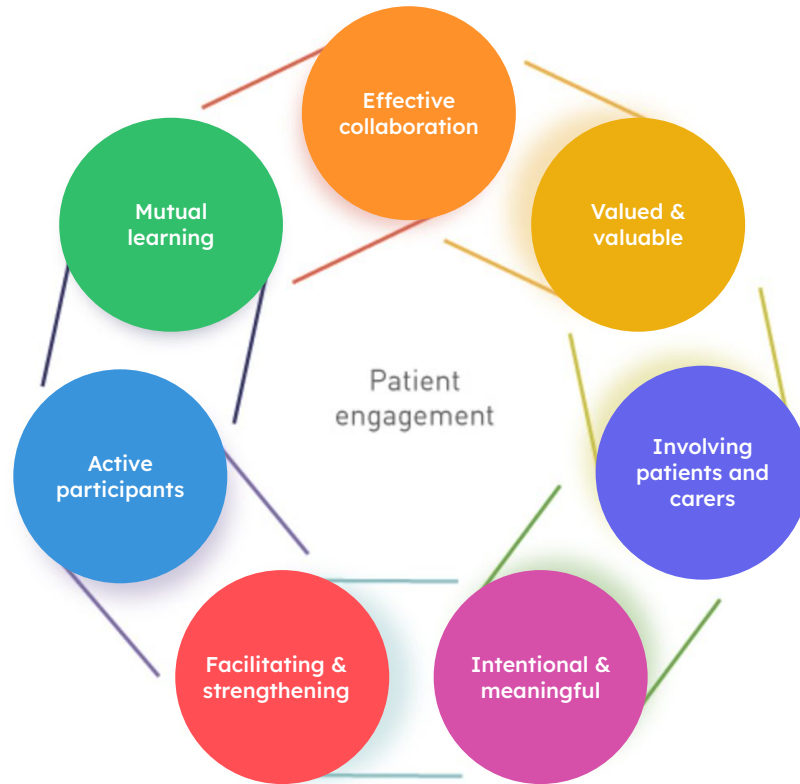 Effective
collaboration
Valued &
valuable
Involving
patients and
carers
Intentional &
meaningful
Facilitating &
strengthening
Active
participants
Mutual
learning
Patient
engagement